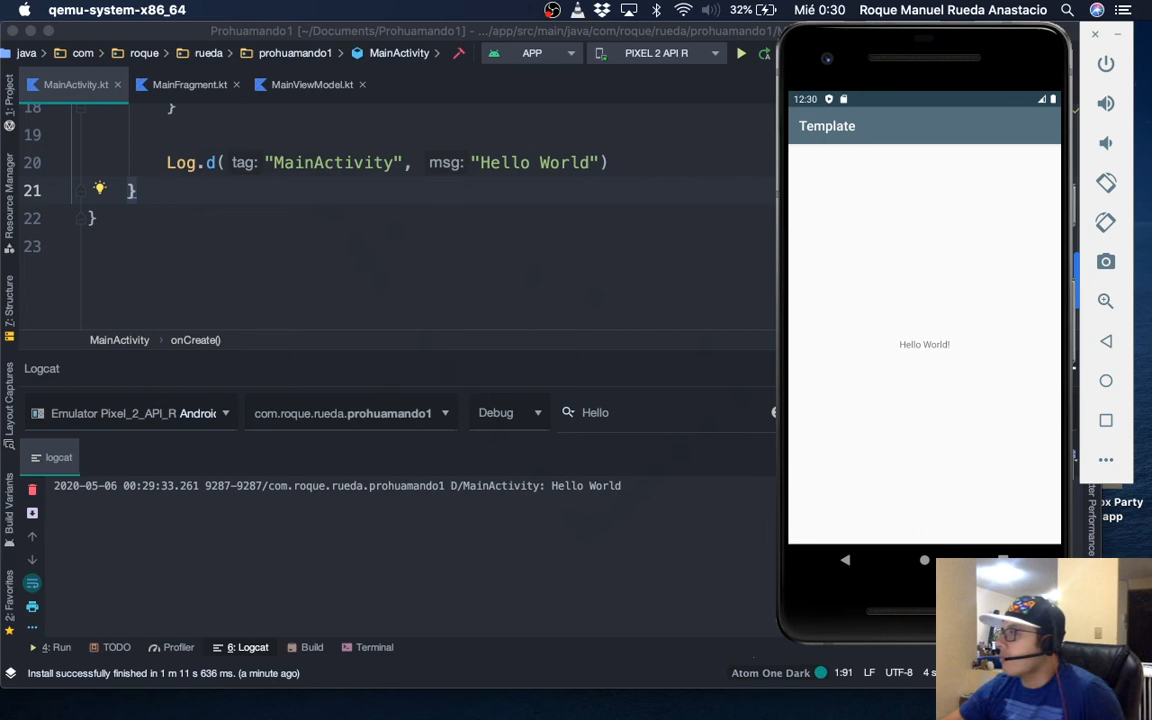 qemu-system-x86_64 32% Mié 0:30 Roque Manuel Rueda Anastacio
Prohuamando1 [~/Documents/Prohuamando1] - .../app/src/main/java/com/roque/rueda/prohuamando1/
java com roque rueda prohuamando1 MainActivity APP PIXEL 2 API R
MainActivity.kt MainFragment.kt MainViewModel.kt
1: Project
Resource Manager
7: Structure
Layout Captures
Build Variants
2: Favorites
18 }
19
20 Log.d( tag: "MainActivity", msg: "Hello World")
21 }
22 }
23
MainActivity › onCreate()
Logcat
Emulator Pixel_2_API_R Androic com.roque.rueda.prohuamando1 Debug Hello
logcat
2020-05-06 00:29:33.261 9287-9287/com.roque.rueda.prohuamando1 D/MainActivity: Hello World
4: Run TODO Profiler 6: Logcat Build Terminal
Install successfully finished in 1 m 11 s 636 ms. (a minute ago) Atom One Dark 1:91 LF UTF-8 4 s
12:30
Template
Hello World!
ox Party
app